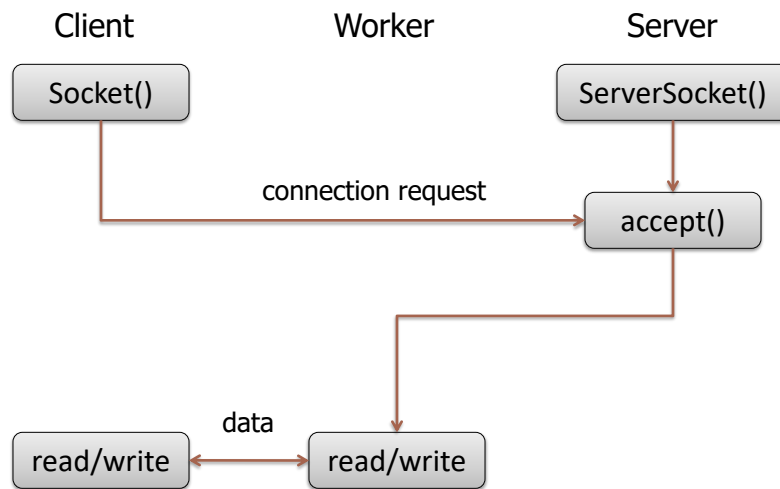 Client Worker Server
Socket() ServerSocket()
connection request
accept()
data
read/write read/write